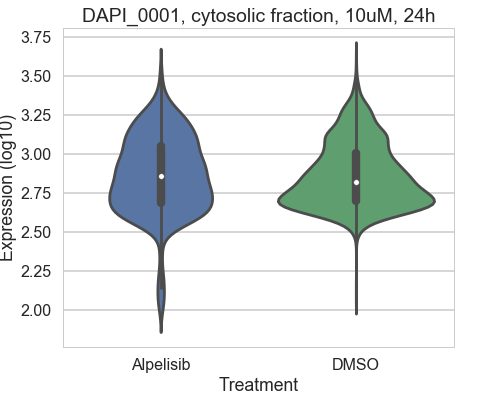 DAPI_0001, cytosolic fraction, 10uM, 24h
Expression (log10)
3.75
3.50
3.25
3.00
2.75
2.50
2.25
2.00
Alpelisib DMSO
Treatment